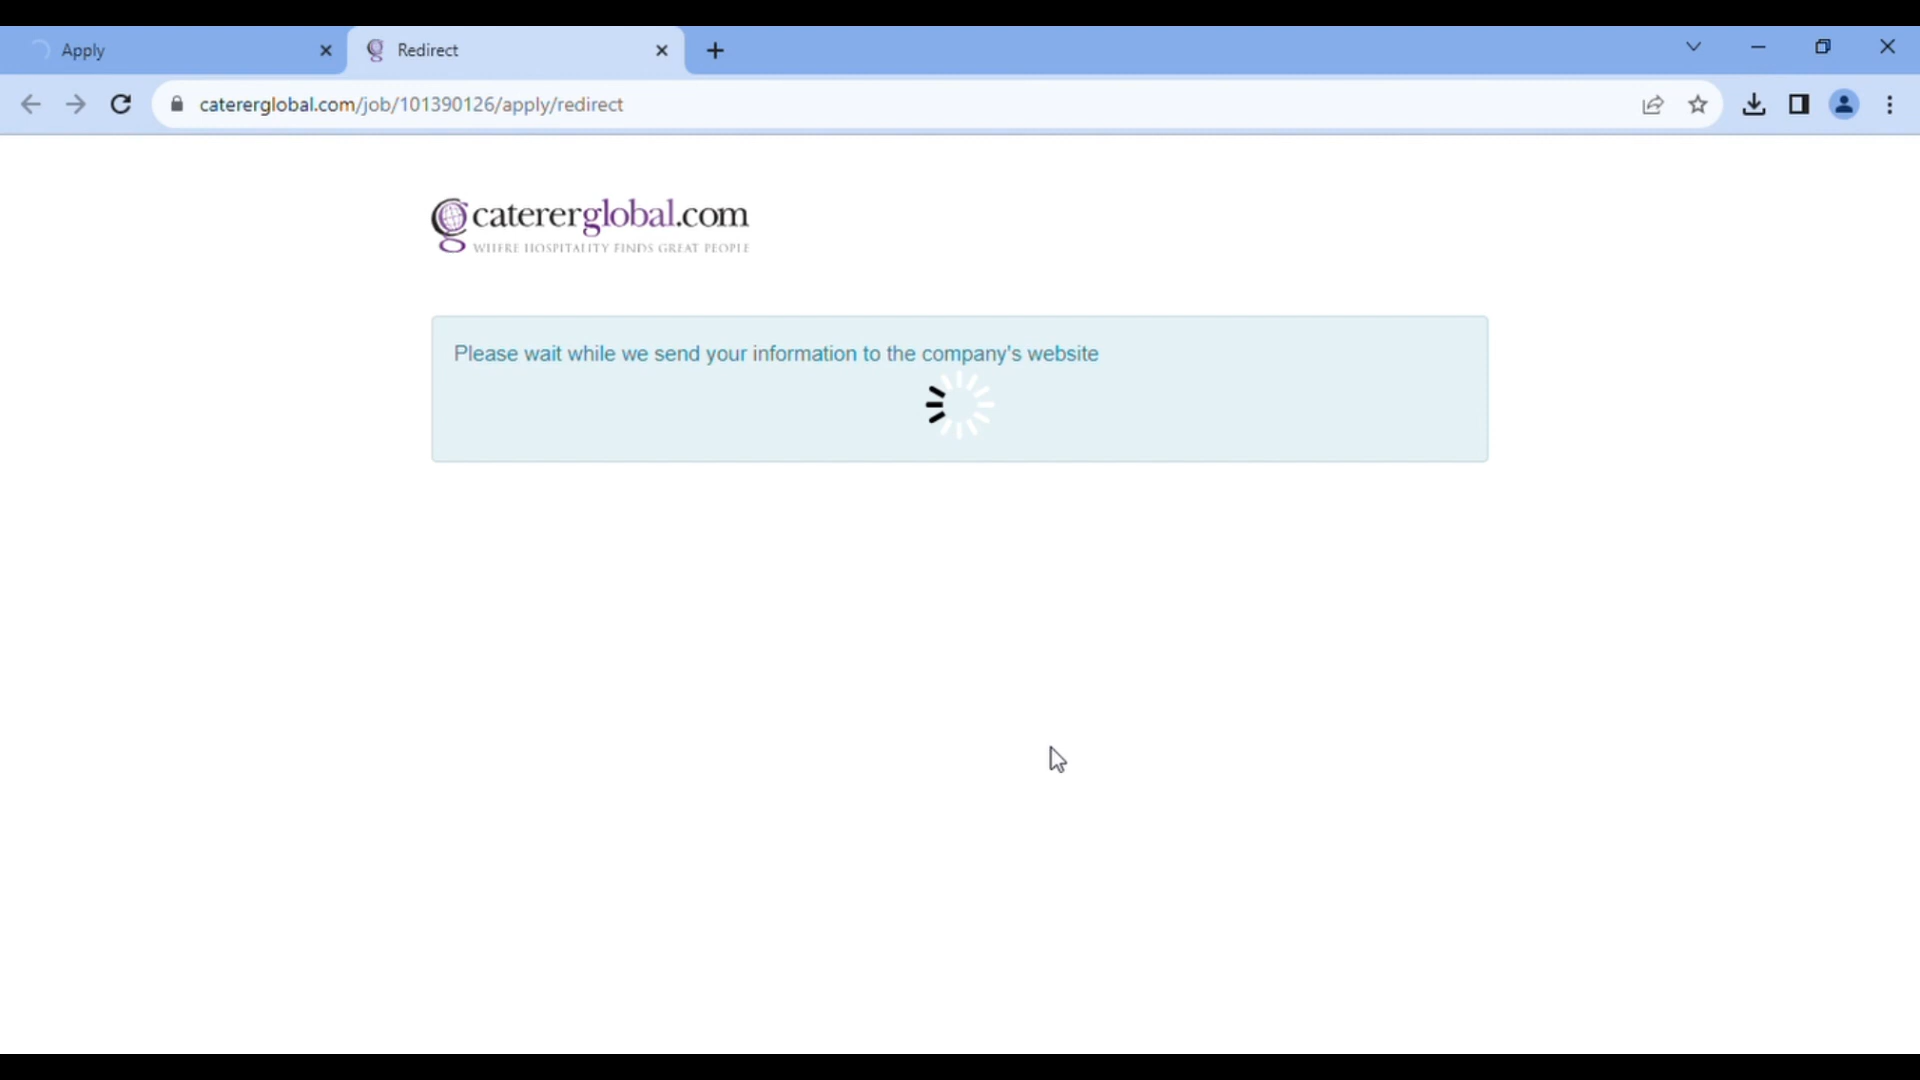 Apply
Redirect
catererglobal.com/job/101390126/apply/redirect
catererglobal.com
WHERE HOSPITALITY FINDS GREAT PEOPLE
Please wait while we send your information to the company's website